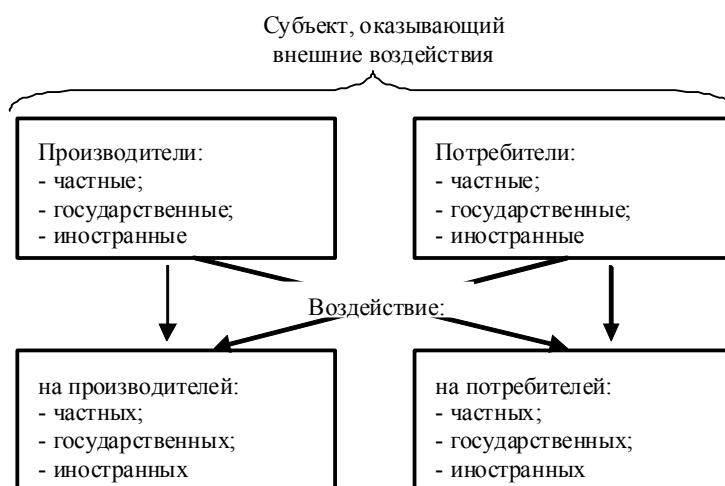 Субъект, оказывающий
внешние воздействия
Производители:
- частные;
- государственные;
- иностранные
Потребители:
- частные;
- государственные;
- иностранные
Воздействие:
на производителей:
- частных;
- государственных;
- иностранных
на потребителей:
- частных;
- государственных;
- иностранных